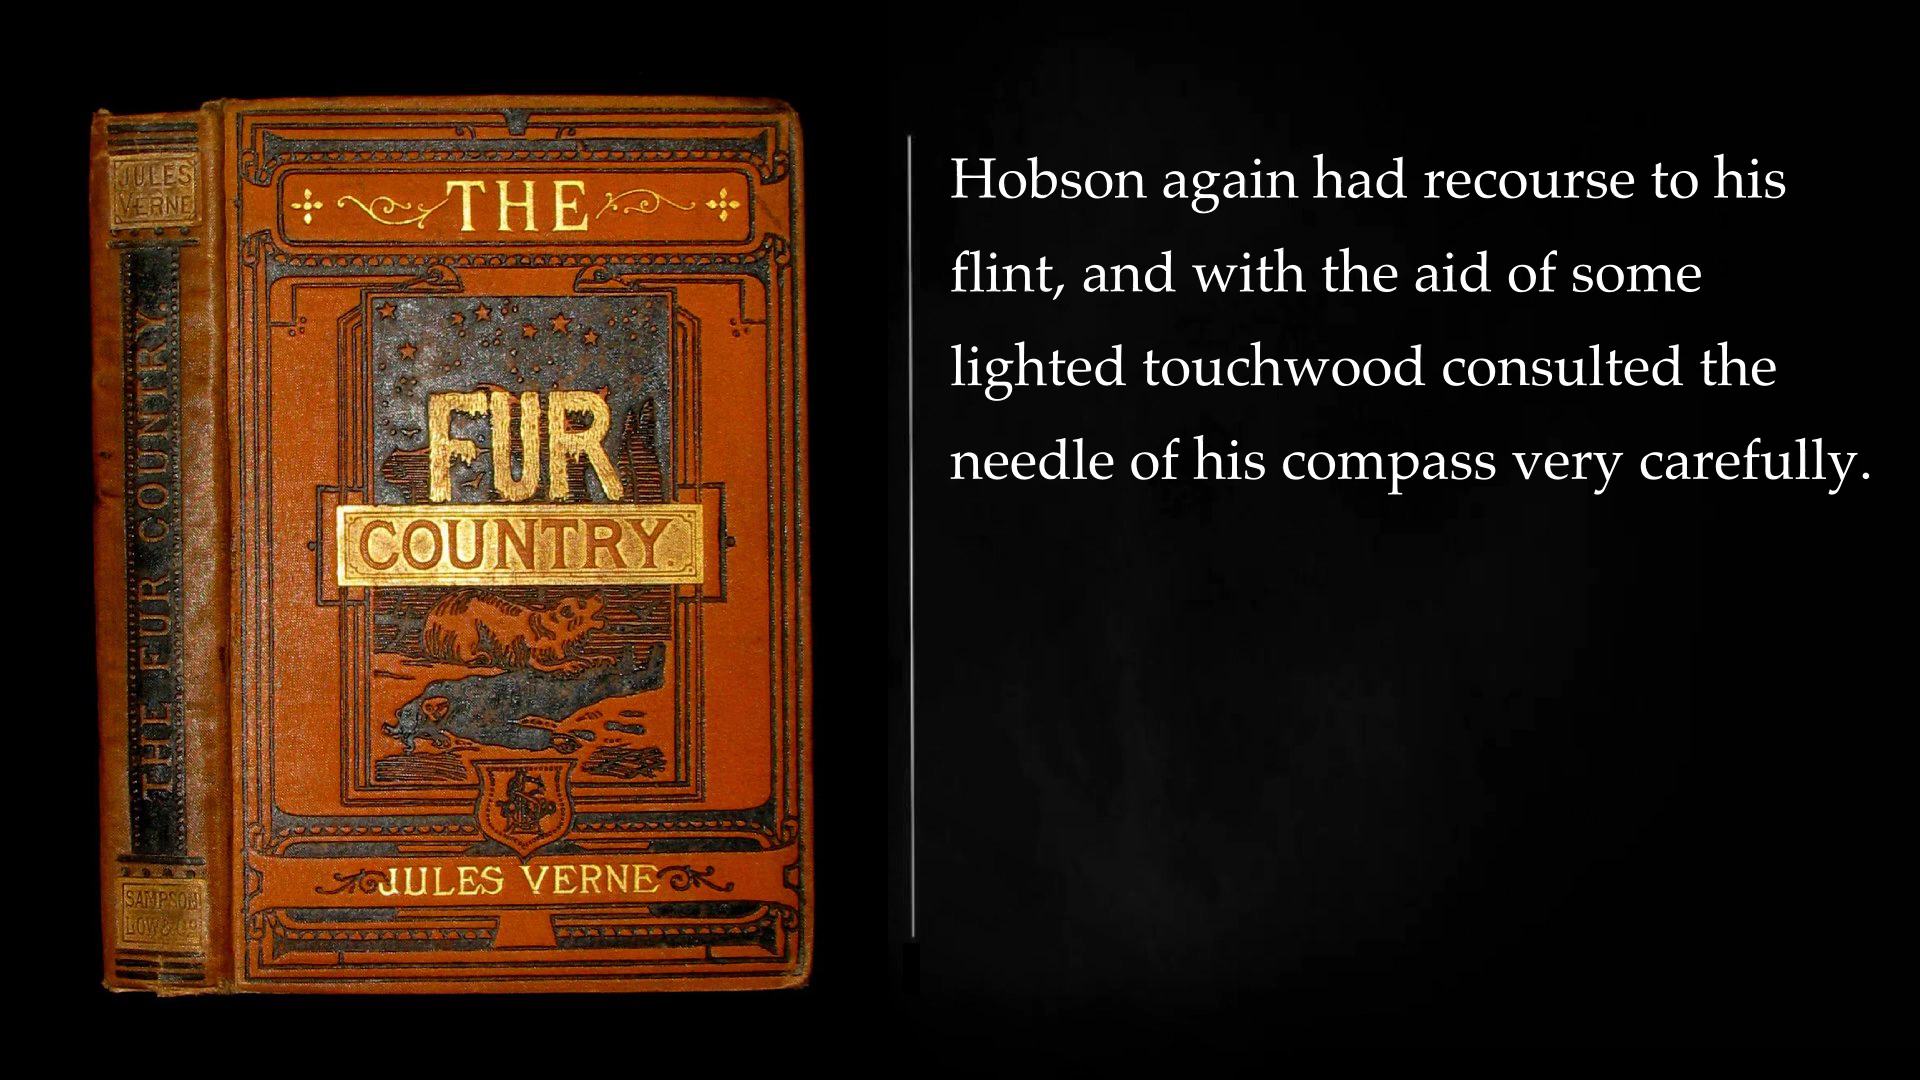 JULES
VERNE
THE FUR COUNTRY.
SAMPSON
LOW & CO
THE
FUR
COUNTRY.
JULES VERNE
Hobson again had recourse to his
flint, and with the aid of some
lighted touchwood consulted the
needle of his compass very carefully.